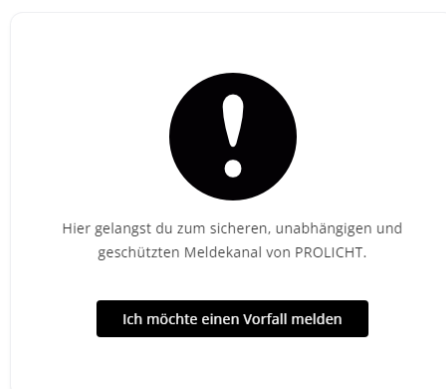 Hier gelangst du zum sicheren, unabhängigen und
geschützten Meldekanal von PROLICHT.
Ich möchte einen Vorfall melden